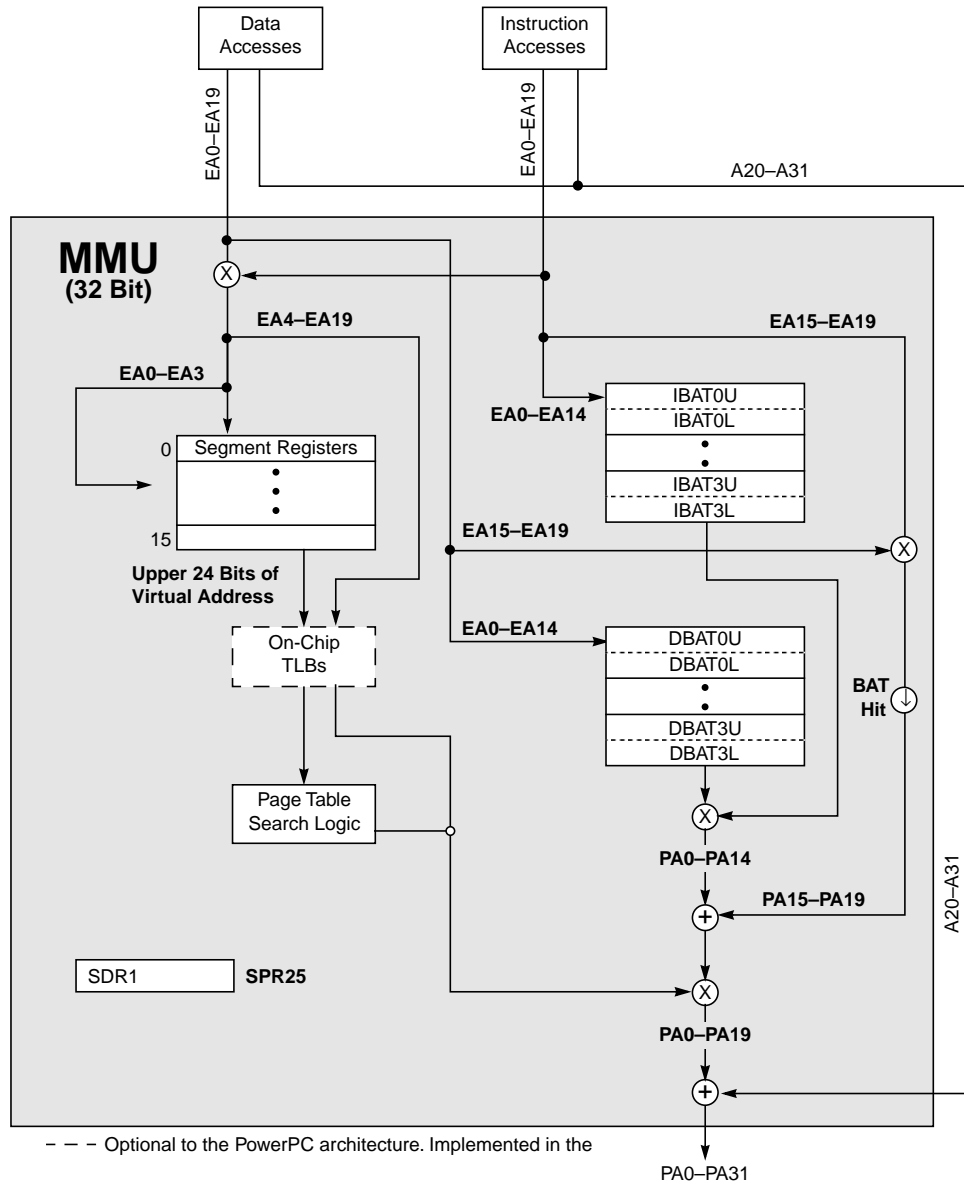 Data
Accesses
Instruction
Accesses
EA0–EA19
EA0–EA19
A20–A31
MMU
(32 Bit)
X
EA4–EA19
EA15–EA19
EA0–EA3
EA0–EA14
IBAT0U
IBAT0L
IBAT3U
IBAT3L
0
Segment Registers
15
EA15–EA19
X
Upper 24 Bits of
Virtual Address
EA0–EA14
On-Chip
TLBs
DBAT0U
DBAT0L
DBAT3U
DBAT3L
BAT
Hit
Page Table
Search Logic
X
PA0–PA14
PA15–PA19
+
A20–A31
SDR1
SPR25
X
PA0–PA19
+
– – – Optional to the PowerPC architecture. Implemented in the
PA0–PA31